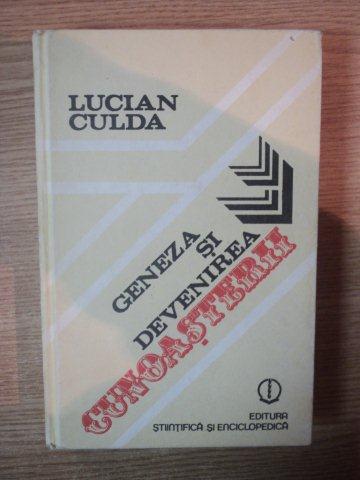 LUCIAN
CULDA
GENEZA
ȘI
DEVENIREA
CUNOAȘTERII
EDITURA
ȘTIINȚIFICĂ ȘI ENCICLOPEDICĂ